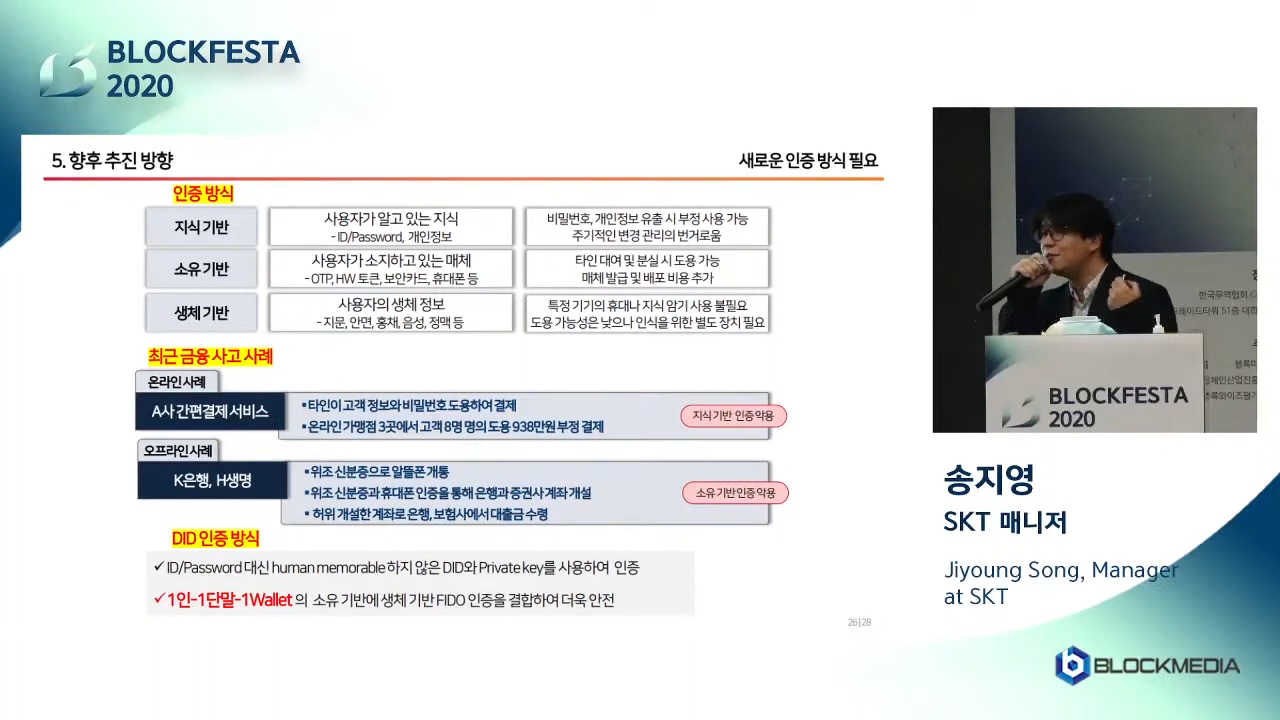 BLOCKFESTA
2020
5. 향후 추진 방향
새로운 인증 방식 필요
인증 방식
지식 기반
사용자가 알고 있는 지식
- ID/Password, 개인정보
비밀번호, 개인정보 유출 시 부정 사용 가능
주기적인 변경 관리의 번거로움
소유 기반
사용자가 소지하고 있는 매체
- OTP, HW 토큰, 보안카드, 휴대폰 등
타인 대여 및 분실 시 도용 가능
매체 발급 및 배포 비용 추가
생체 기반
사용자의 생체 정보
- 지문, 안면, 홍채, 음성, 정맥 등
특정 기기의 휴대나 지식 암기 사용 불필요
도용 가능성은 낮으나 인식을 위한 별도 장치 필요
최근 금융 사고 사례
온라인 사례
A사 간편결제 서비스
▪타인이 고객 정보와 비밀번호 도용하여 결제
▪온라인 가맹점 3곳에서 고객 8명 명의 도용 938만원 부정 결제
지식 기반 인증 악용
오프라인 사례
K은행, H생명
▪위조 신분증으로 알뜰폰 개통
▪위조 신분증과 휴대폰 인증을 통해 은행과 증권사 계좌 개설
▪허위 개설한 계좌로 은행, 보험사에서 대출금 수령
소유 기반 인증 악용
DID 인증 방식
✓ID/Password 대신 human memorable 하지 않은 DID와 Private key를 사용하여 인증
✓1인-1단말-1Wallet 의 소유 기반에 생체 기반 FIDO 인증을 결합하여 더욱 안전
26|28
한국무역협회
BLOCKFESTA
2020
송지영
SKT 매니저
Jiyoung Song, Manager
at SKT
BLOCKMEDIA